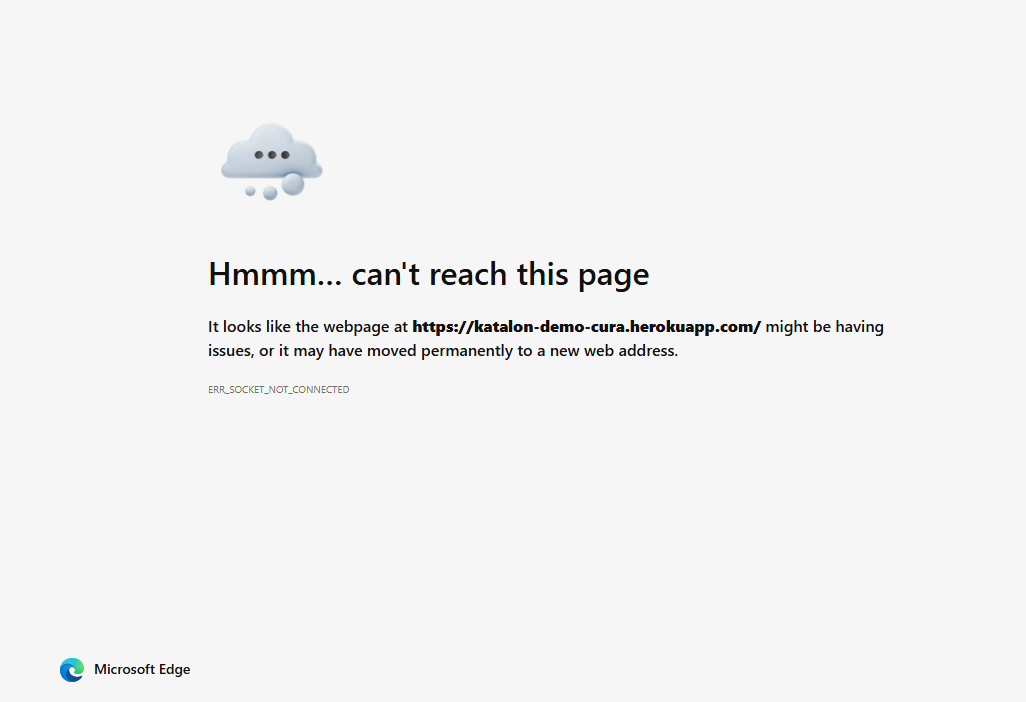 Hmmm... can't reach this page
It looks like the webpage at https://katalon-demo-cura.herokuapp.com/ might be having
issues, or it may have moved permanently to a new web address.
ERR_SOCKET_NOT_CONNECTED
Microsoft Edge